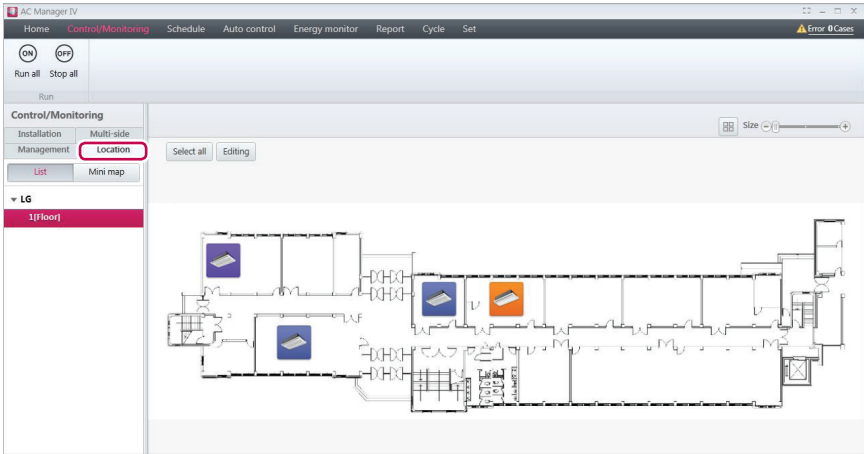 AC Manager IV
Home Control/Monitoring Schedule Auto control Energy monitor Report Cycle Set Error 0 Cases
ON OFF
Run all Stop all
Run
Control/Monitoring
Size
Installation Multi-side
Management Location
Select all Editing
List Mini map
LG
1[Floor]